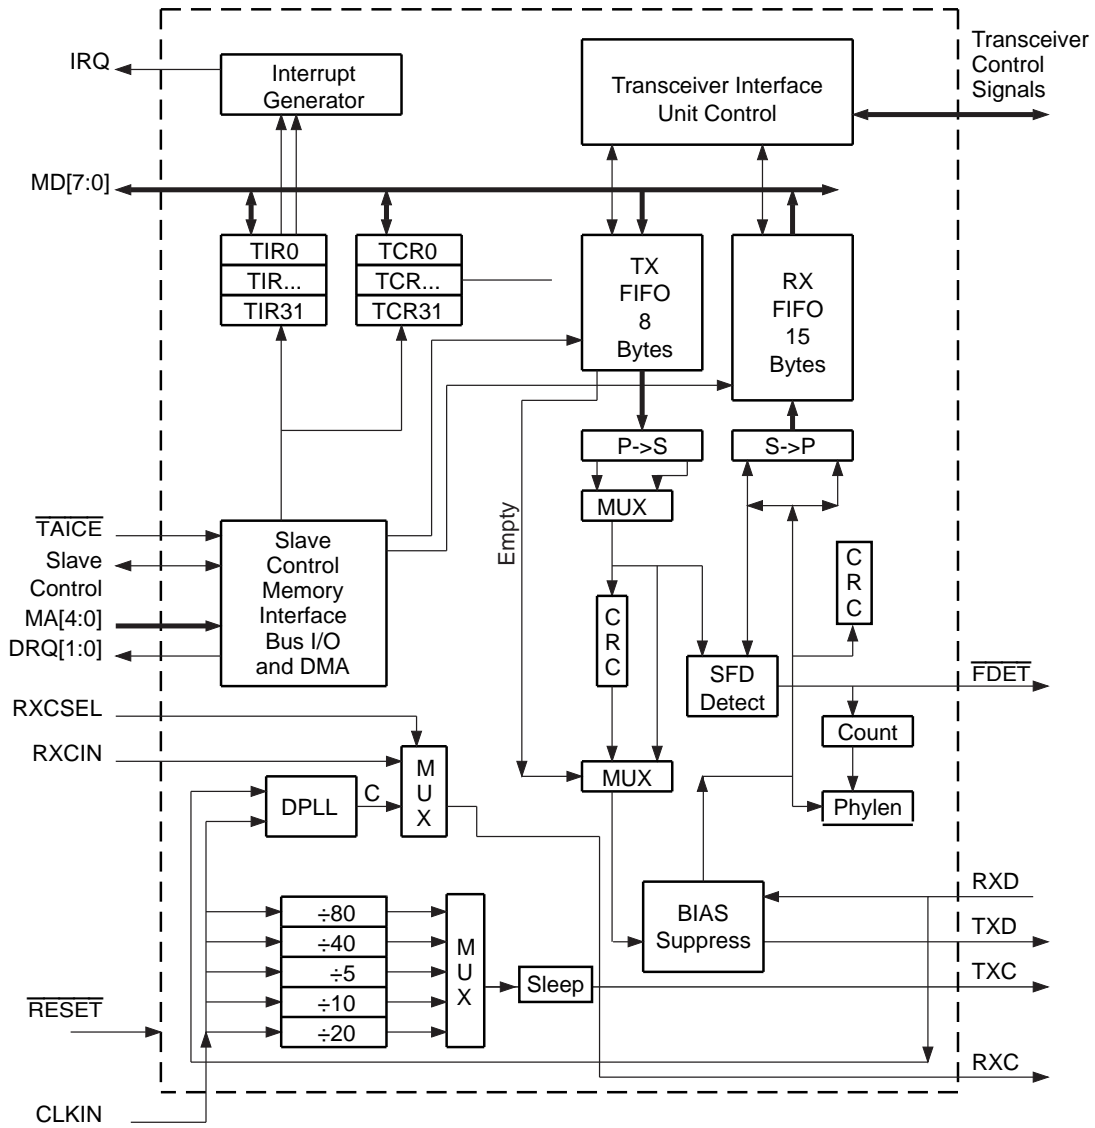 IRQ
Interrupt
Generator
Transceiver Interface
Unit Control
Transceiver
Control
Signals
MD[7:0]
TIR0
TIR...
TIR31
TCR0
TCR...
TCR31
TX
FIFO
8
Bytes
RX
FIFO
15
Bytes
P->S
S->P
MUX
Empty
TAICE
Slave
Control
MA[4:0]
DRQ[1:0]
Slave
Control
Memory
Interface
Bus I/O
and DMA
CRC
CRC
SFD
Detect
FDET
Count
Phylen
MUX
RXCSEL
RXCIN
MUX
DPLL
C
BIAS
Suppress
RXD
TXD
TXC
RXC
÷80
÷40
÷5
÷10
÷20
MUX
Sleep
RESET
CLKIN